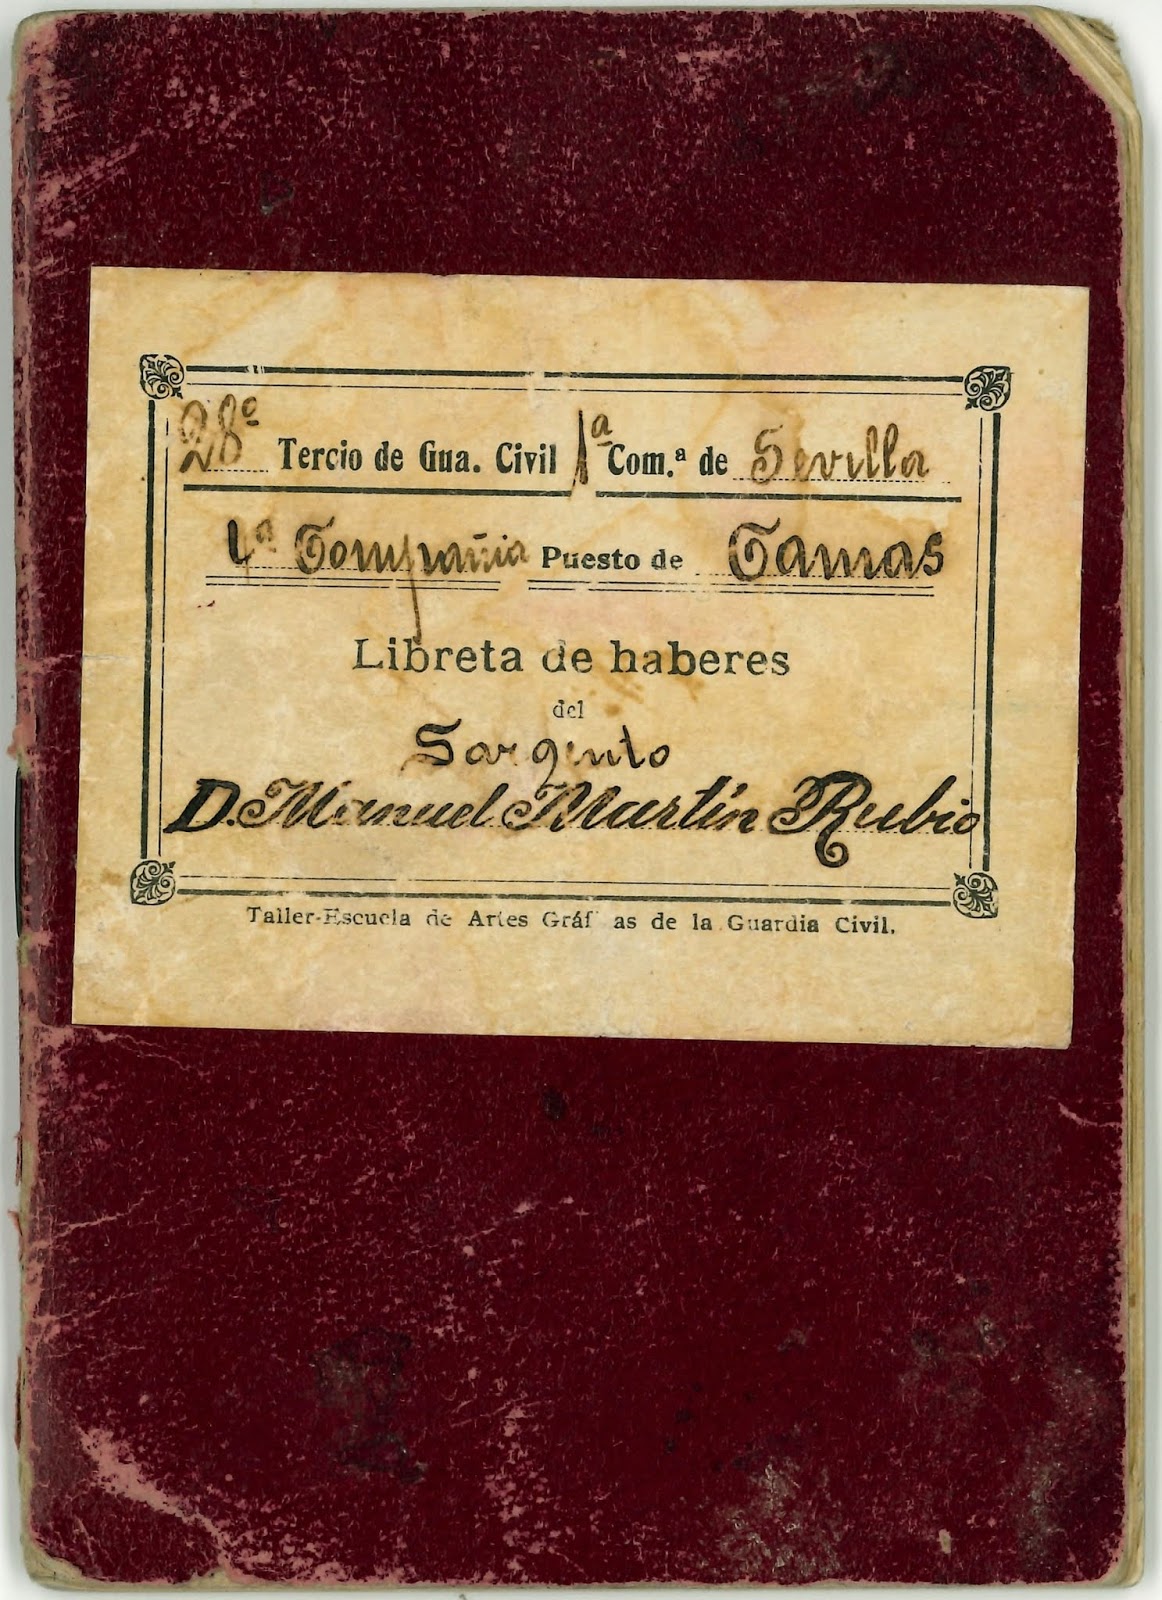 28º Tercio de Gua. Civil 1ª Com.ª de Sevilla
4ª Compañia Puesto de Camas
Libreta de haberes
del
Sargento
D. Manuel Martín Rubio
Taller-Escuela de Artes Gráf as de la Guardia Civil.